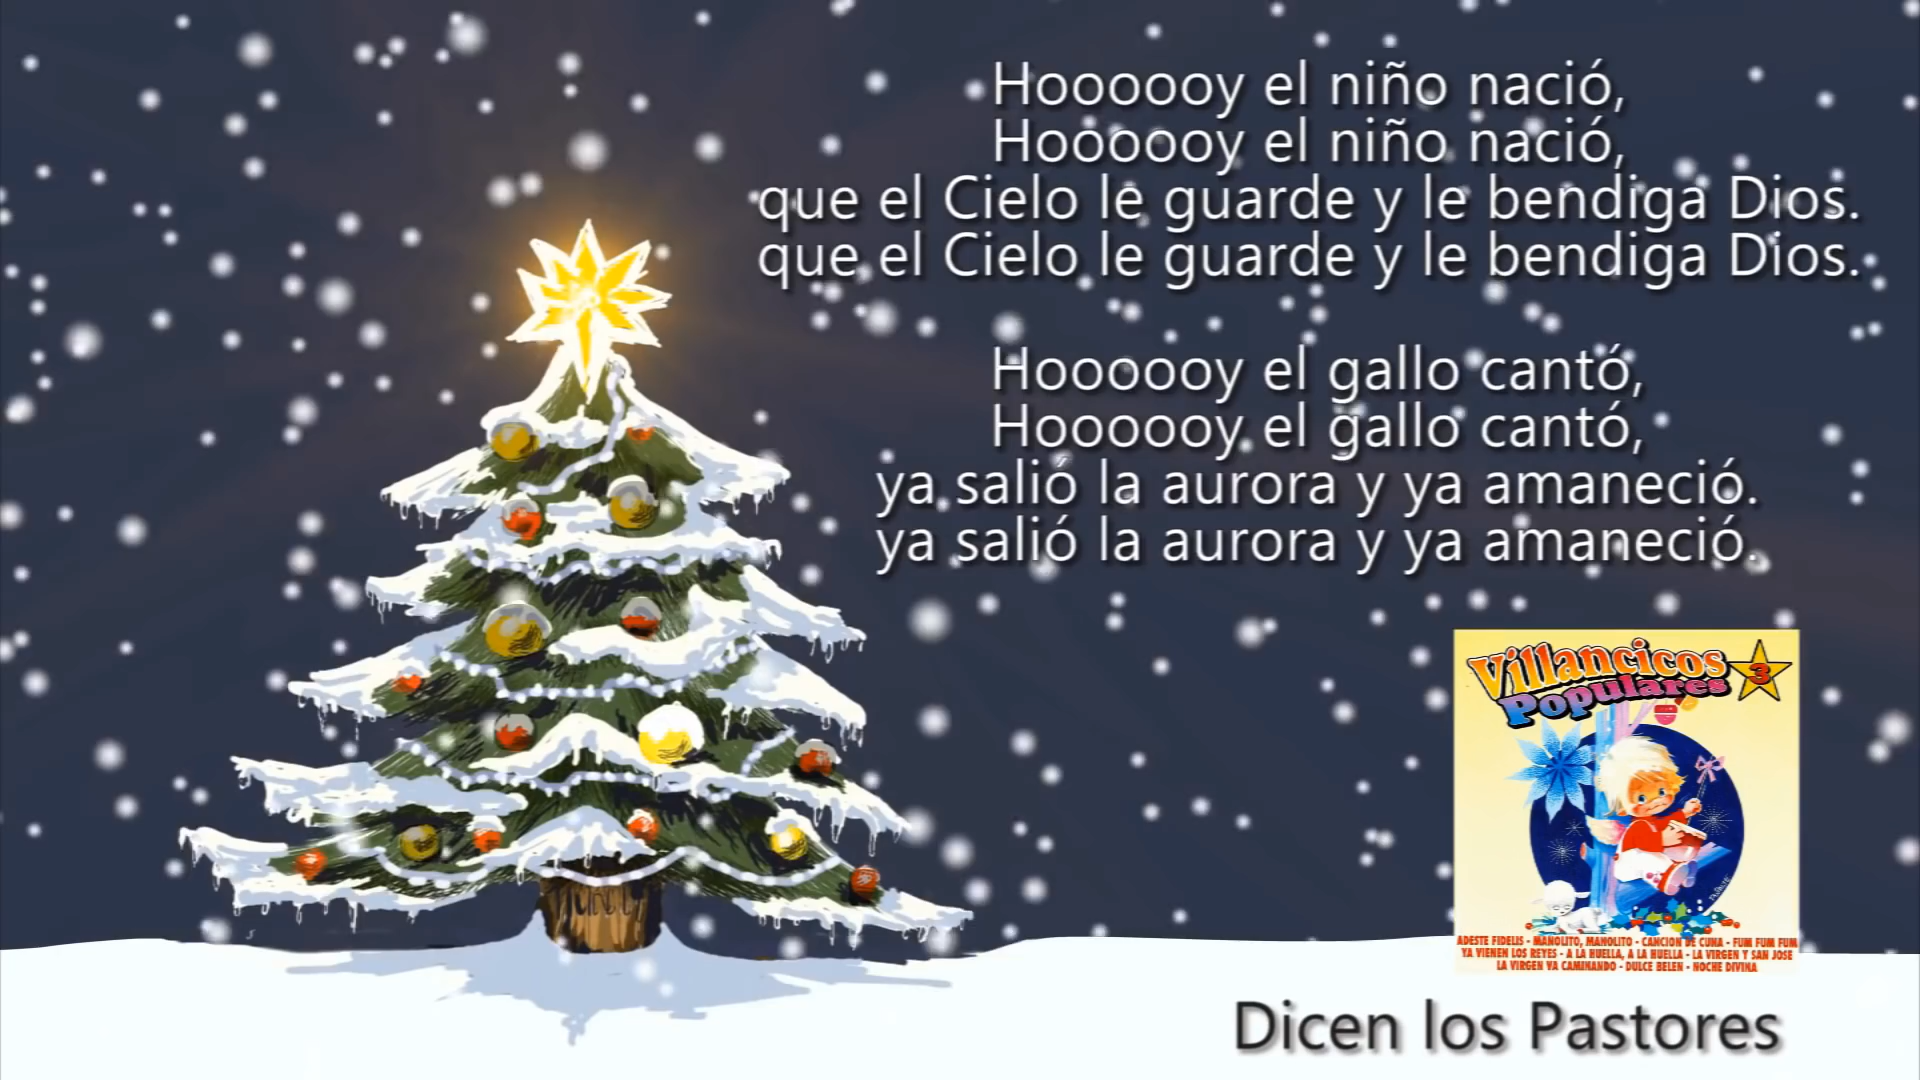 Hoooooy el niño nació,
Hoooooy el niño nació,
que el Cielo le guarde y le bendiga Dios.
que el Cielo le guarde y le bendiga Dios.
Hoooooy el gallo cantó,
Hoooooy el gallo cantó,
ya salió la aurora y ya amaneció.
ya salió la aurora y ya amaneció.
Villancicos 3
Populares
ADESTE FIDELIS - MANOLITO, MANOLITO - CANCION DE CUNA - FUM FUM FUM
YA VIENEN LOS REYES - A LA HUELLA, A LA HUELLA - LA VIRGEN Y SAN JOSE
LA VIRGEN VA CAMINANDO - DULCE BELEN - NOCHE DIVINA
Dicen los Pastores